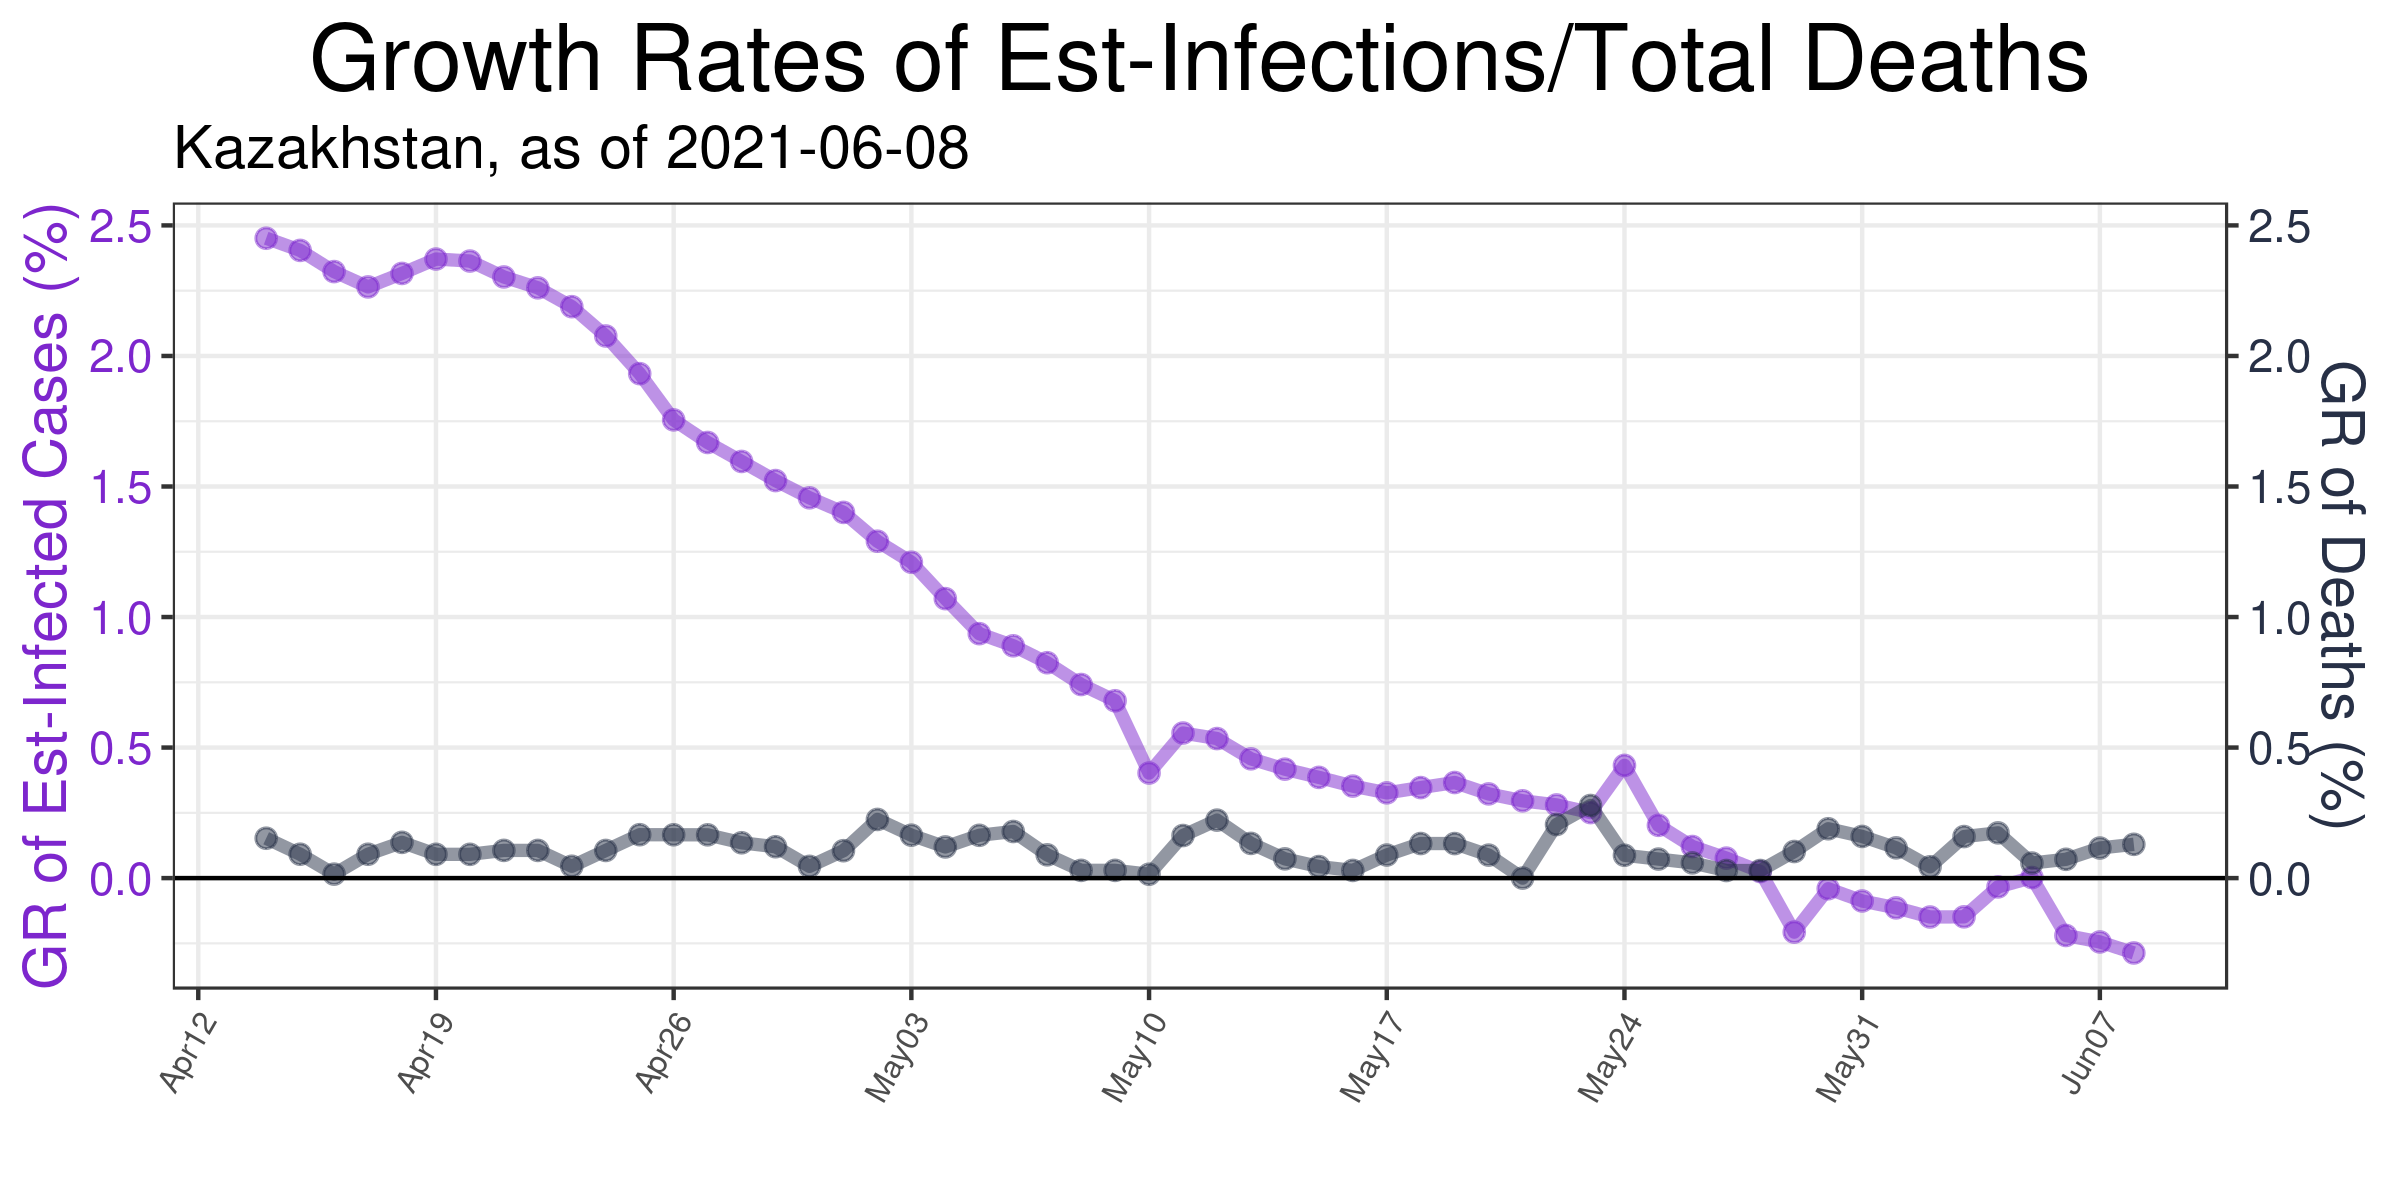 Growth Rates of Est-Infections/Total Deaths
Kazakhstan, as of 2021-06-08
GR of Est-Infected Cases (%)
2.5
2.0
1.5
1.0
0.5
0.0
2.5
2.0
1.5
1.0
0.5
0.0
GR of Deaths (%)
Apr12
Apr19
Apr26
May03
May10
May17
May24
May31
Jun07